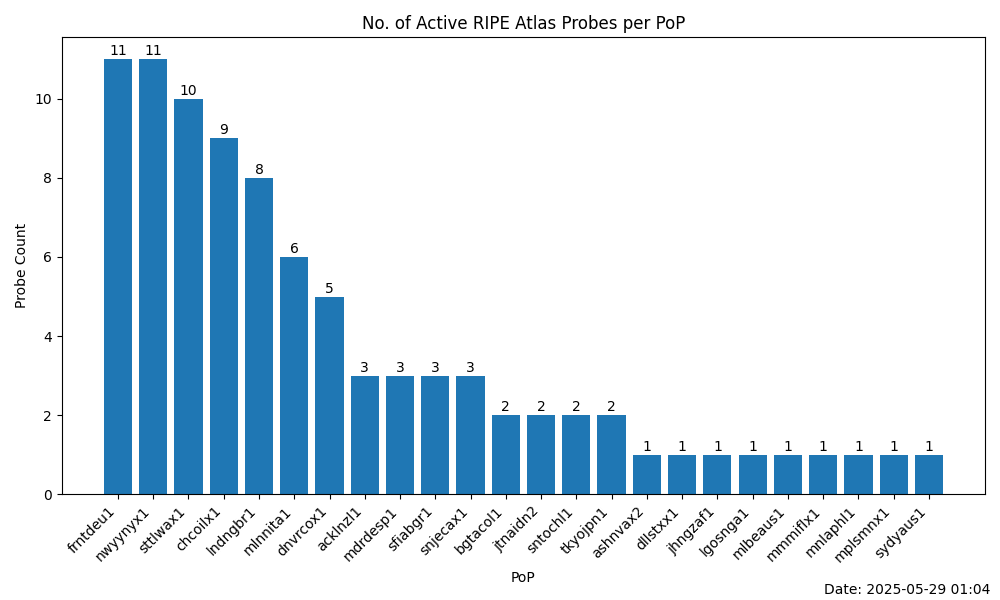 No. of Active RIPE Atlas Probes per PoP
11 11 10 9 8 6 5 3 3 3 3 2 2 2 2 1 1 1 1 1 1 1 1 1
10
8
6
4
2
0
Probe Count
frntdeu1 nwyynyx1 sttlwax1 chcoilx1 lndngbr1 mlnnita1 dnvrcox1 acklnzl1 mdrdesp1 sfiabgr1 snjecax1 bgtacol1 jtnaidn2 sntochl1 tkyojpn1 ashnvax2 dllstxx1 jhngzaf1 lgosnga1 mlbeaus1 mmmiflx1 mnlaphl1 mplsmnx1 sydyaus1
PoP
Date: 2025-05-29 01:04